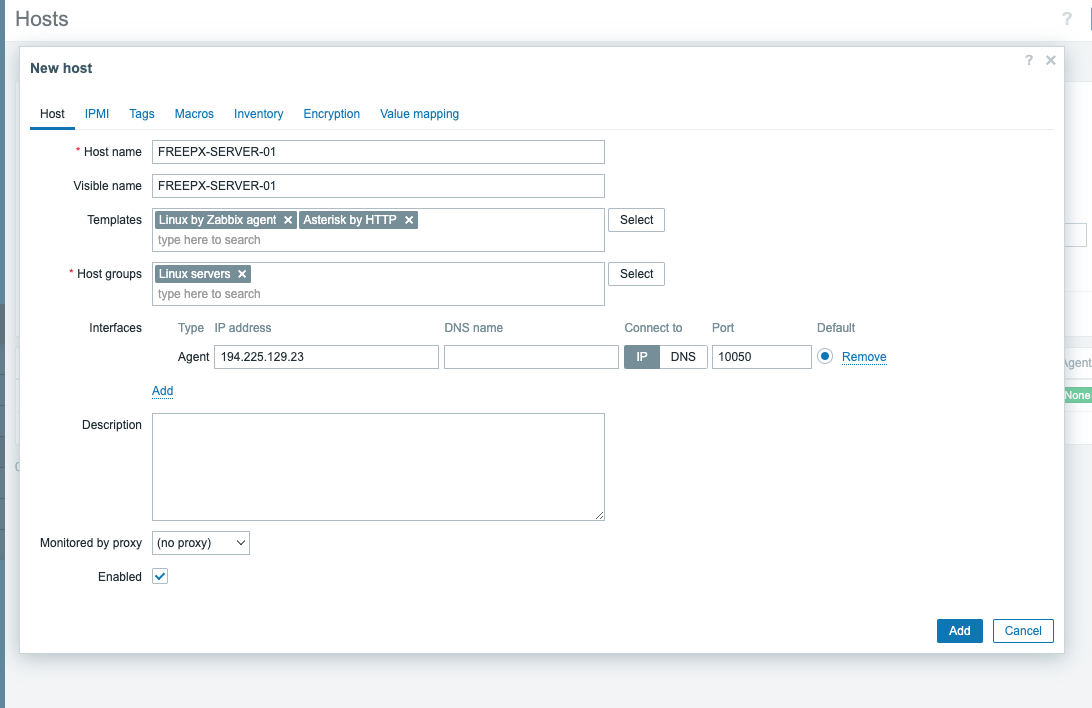 Hosts
?
New host
? ×
Host IPMI Tags Macros Inventory Encryption Value mapping
* Host name FREEPX-SERVER-01
Visible name FREEPX-SERVER-01
Templates Linux by Zabbix agent × Asterisk by HTTP × Select
type here to search
* Host groups Linux servers × Select
type here to search
Interfaces Type IP address DNS name Connect to Port Default
Agent 194.225.129.23 IP DNS 10050 Remove
Agent
Add
None
Description
Monitored by proxy (no proxy)
Enabled
Add Cancel